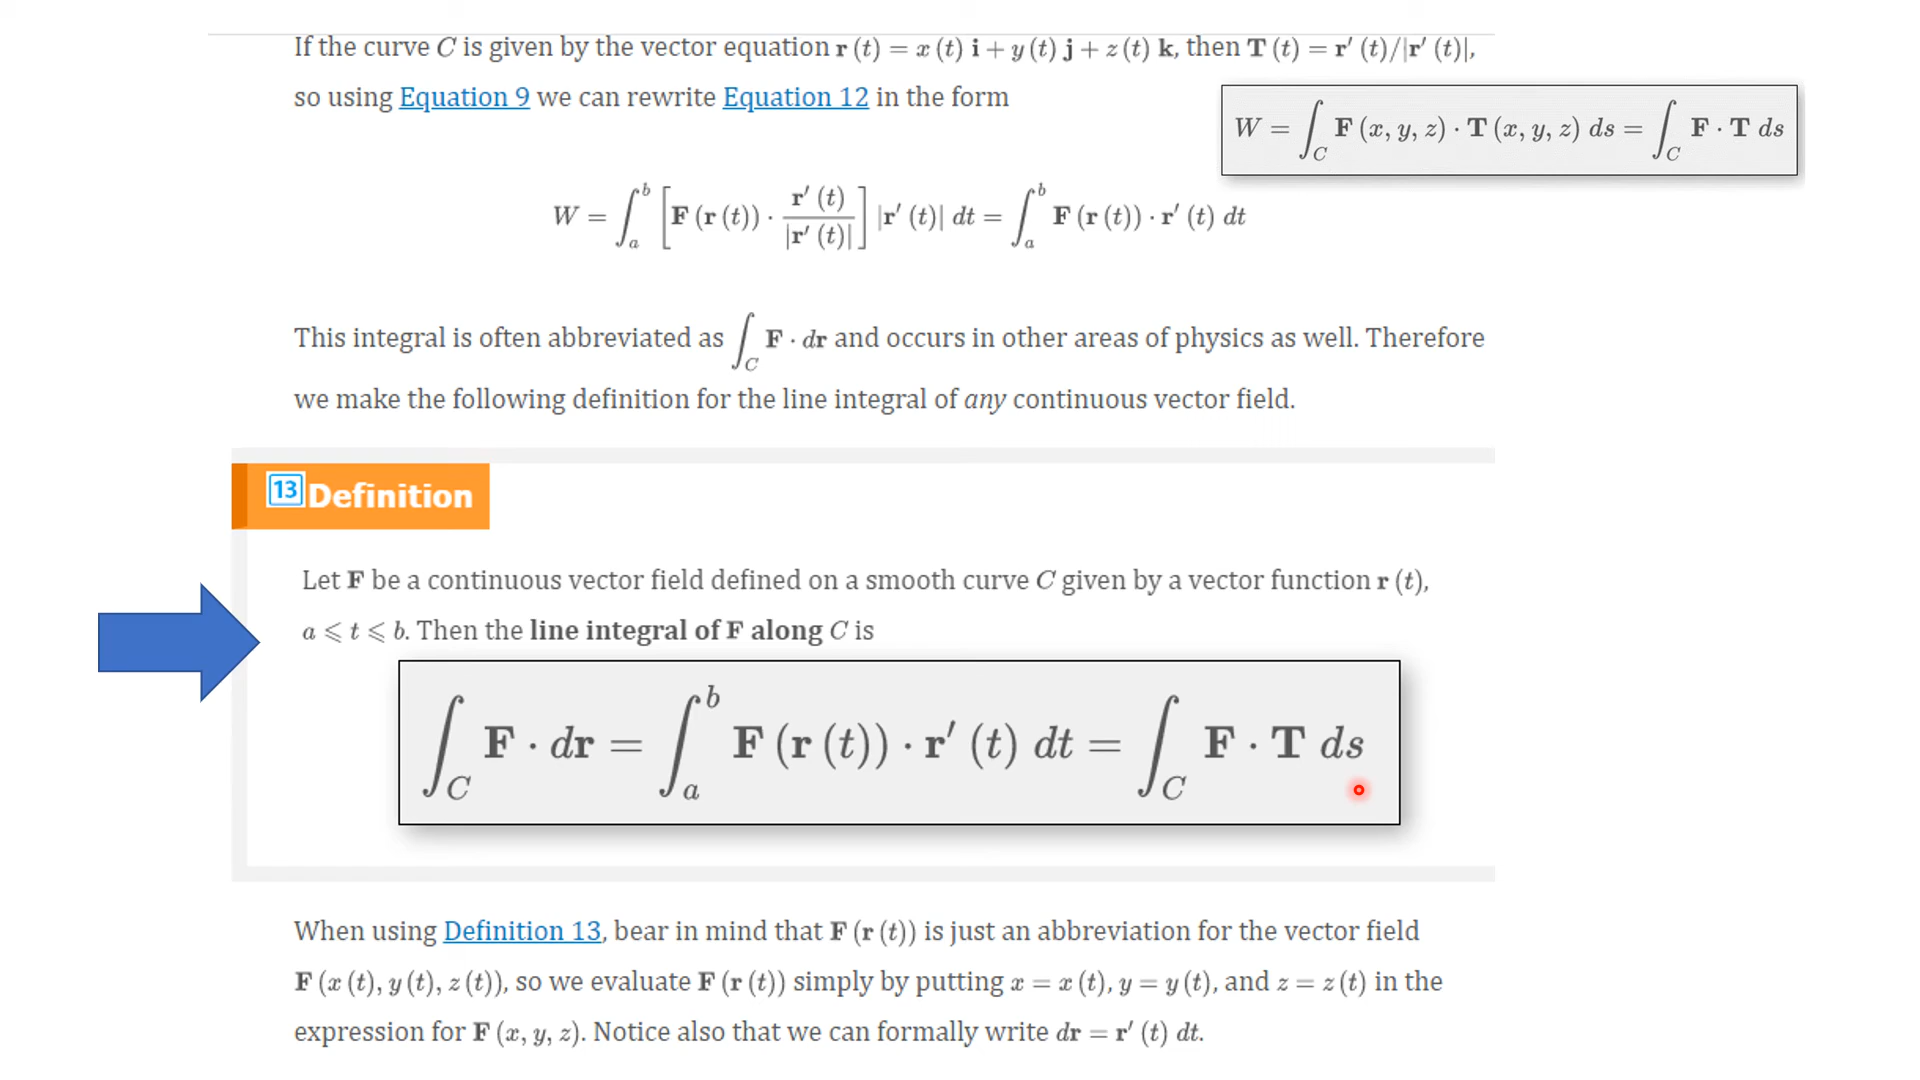 If the curve C is given by the vector equation r (t) = x (t) i + y (t) j + z (t) k, then T (t) = r′ (t)/|r′ (t)|,
so using Equation 9 we can rewrite Equation 12 in the form
W = ∫_C F (x, y, z) · T (x, y, z) ds = ∫_C F · T ds
W = ∫_a^b [F (r (t)) · r′ (t) / |r′ (t)|] |r′ (t)| dt = ∫_a^b F (r (t)) · r′ (t) dt
This integral is often abbreviated as ∫_C F · dr and occurs in other areas of physics as well. Therefore
we make the following definition for the line integral of any continuous vector field.
13 Definition
Let F be a continuous vector field defined on a smooth curve C given by a vector function r (t),
a ⩽ t ⩽ b. Then the line integral of F along C is
∫_C F · dr = ∫_a^b F (r (t)) · r′ (t) dt = ∫_C F · T ds
When using Definition 13, bear in mind that F (r (t)) is just an abbreviation for the vector field
F (x (t), y (t), z (t)), so we evaluate F (r (t)) simply by putting x = x (t), y = y (t), and z = z (t) in the
expression for F (x, y, z). Notice also that we can formally write dr = r′ (t) dt.